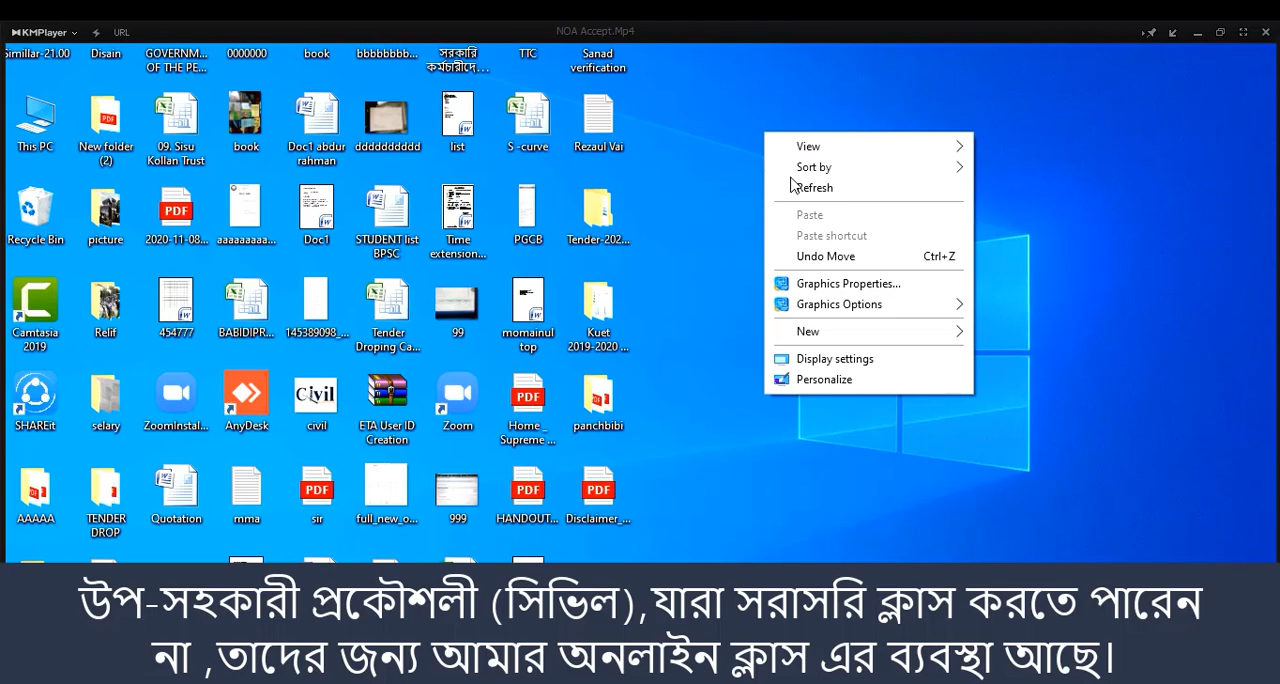 KMPlayer URL NOA Accept.Mp4
Simillar-21.00 Disain GOVERNM... OF THE PE... 0000000 book bbbbbbbb... সরকারি কর্মচারীদে... TTC Sanad verification
This PC
New folder (2)
09. Sisu Kollan Trust
book
Doc1 abdur rahman
dddddddddd
list
S -curve
Rezaul Vai
Recycle Bin
picture
2020-11-08...
aaaaaaaaa...
Doc1
STUDENT list BPSC
Time extension...
PGCB
Tender-202...
Camtasia 2019
Relif
454777
BABIDIPR...
145389098_...
Tender Droping Ca...
99
momainul top
Kuet 2019-2020 ...
SHAREit
selary
ZoomInstal...
AnyDesk
Civil
civil
ETA User ID Creation
Zoom
Home _ Supreme ...
panchbibi
AAAAA
TENDER DROP
Quotation
mma
sir
full_new_o...
999
HANDOUT...
Disclaimer_...
View
Sort by
Refresh
Paste
Paste shortcut
Undo Move Ctrl+Z
Graphics Properties...
Graphics Options
New
Display settings
Personalize
উপ-সহকারী প্রকৌশলী (সিভিল),যারা সরাসরি ক্লাস করতে পারেন
না ,তাদের জন্য আমার অনলাইন ক্লাস এর ব্যবস্থা আছে।